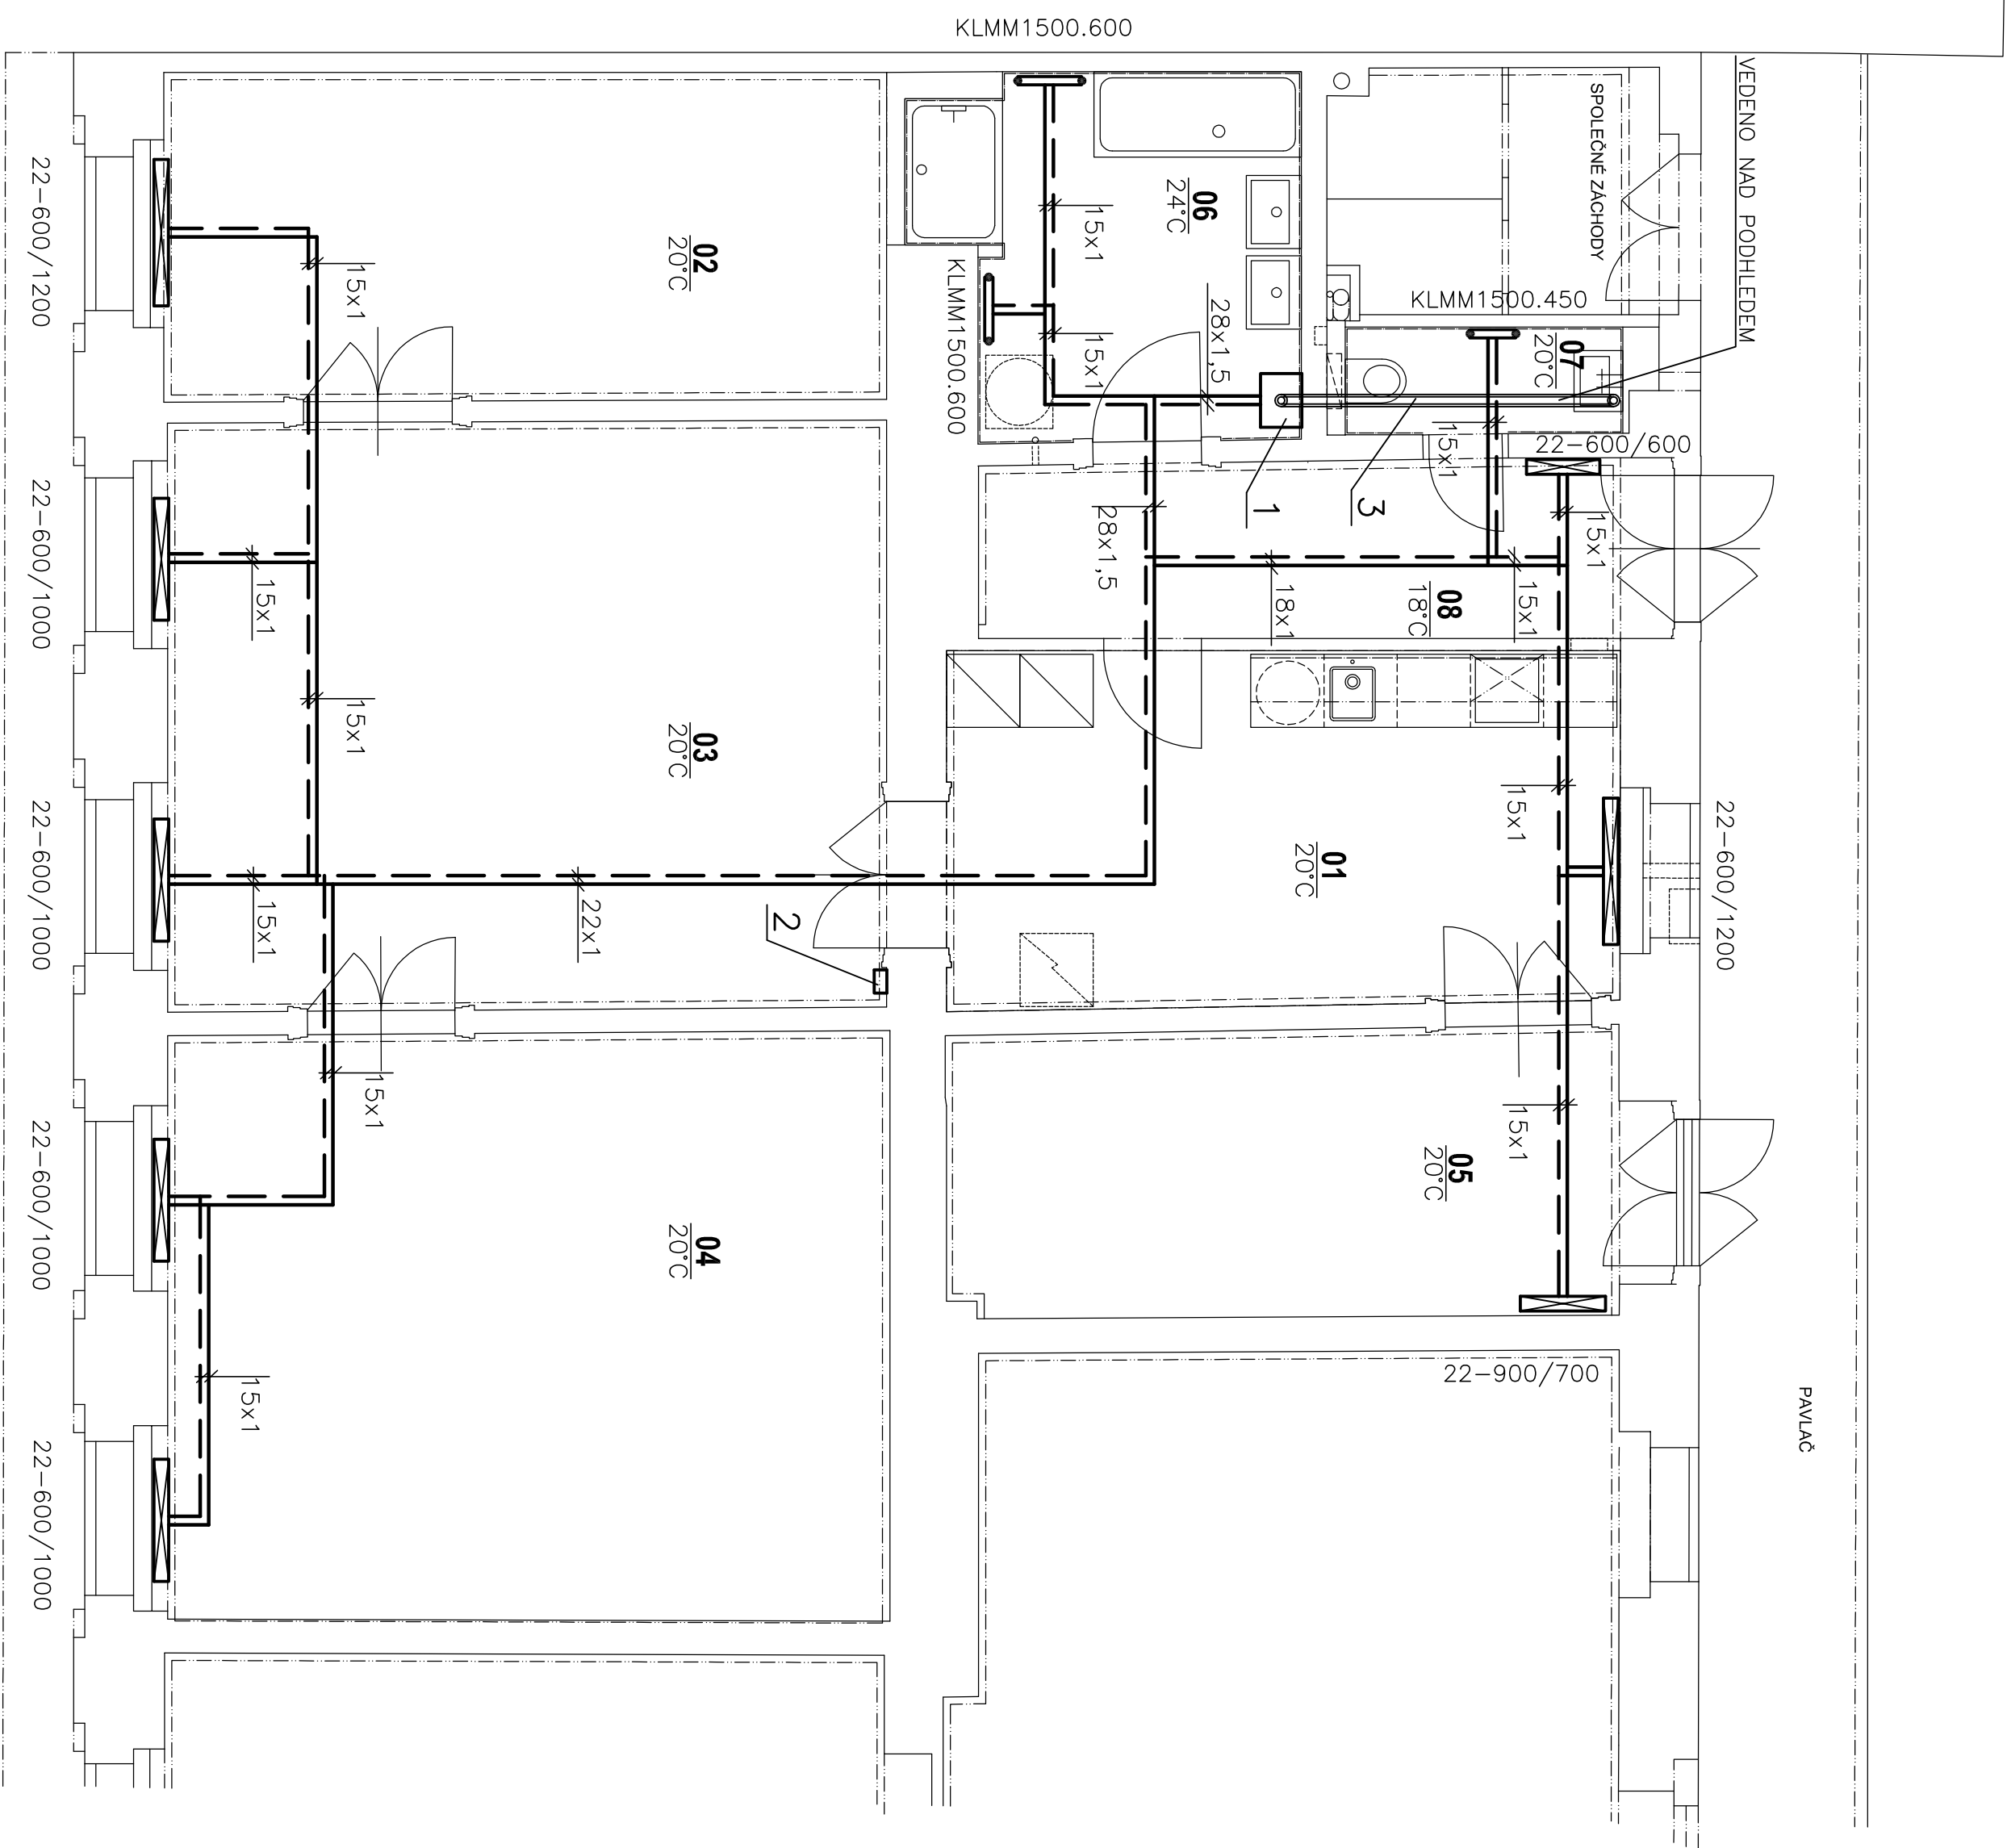 KLMM1500.600
VEDENO NAD PODHLEDEM
SPOLEČNÉ ZÁCHODY
KLMM1500.450
06
24°C
15x1
28x1,5
15x1
KLMM1500.600
07
20°C
15x1
22-600/600
15x1
1
3
28x1,5
18x1
08
18°C
15x1
02
20°C
15x1
22-600/1200
22-600/1000
15x1
15x1
03
20°C
01
20°C
15x1
22-600/1200
22-600/1000
15x1
22x1
2
15x1
15x1
05
20°C
22-600/1000
04
20°C
15x1
22-900/700
PAVLAČ
22-600/1000